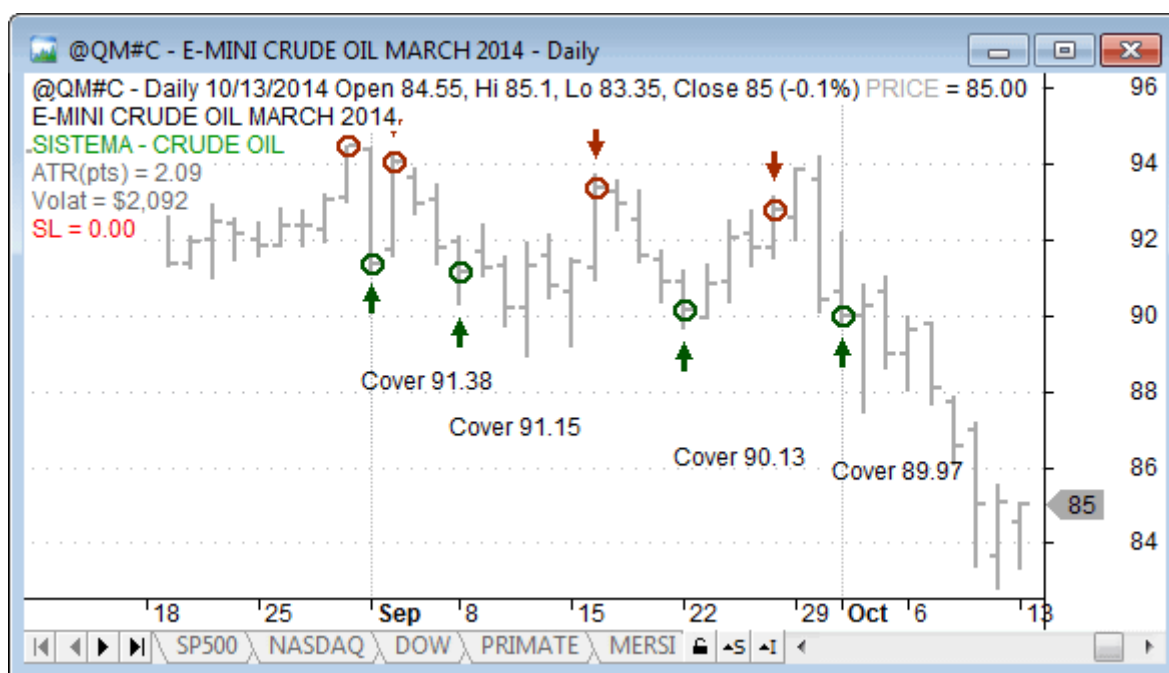 @QM#C - E-MINI CRUDE OIL MARCH 2014 - Daily
@QM#C - Daily 10/13/2014 Open 84.55, Hi 85.1, Lo 83.35, Close 85 (-0.1%) PRICE = 85.00
E-MINI CRUDE OIL MARCH 2014
SISTEMA - CRUDE OIL
ATR(pts) = 2.09
Volat = $2,092
SL = 0.00
96
94
92
90
88
86
85
84
Cover 91.38
Cover 91.15
Cover 90.13
Cover 89.97
18 25 Sep 8 15 22 29 Oct 6 13
SP500 NASDAQ DOW PRIMATE MERSI S I